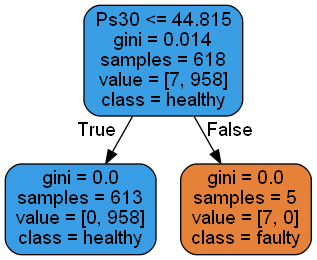 Ps30 <= 44.815
gini = 0.014
samples = 618
value = [7, 958]
class = healthy
True
False
gini = 0.0
samples = 613
value = [0, 958]
class = healthy
gini = 0.0
samples = 5
value = [7, 0]
class = faulty